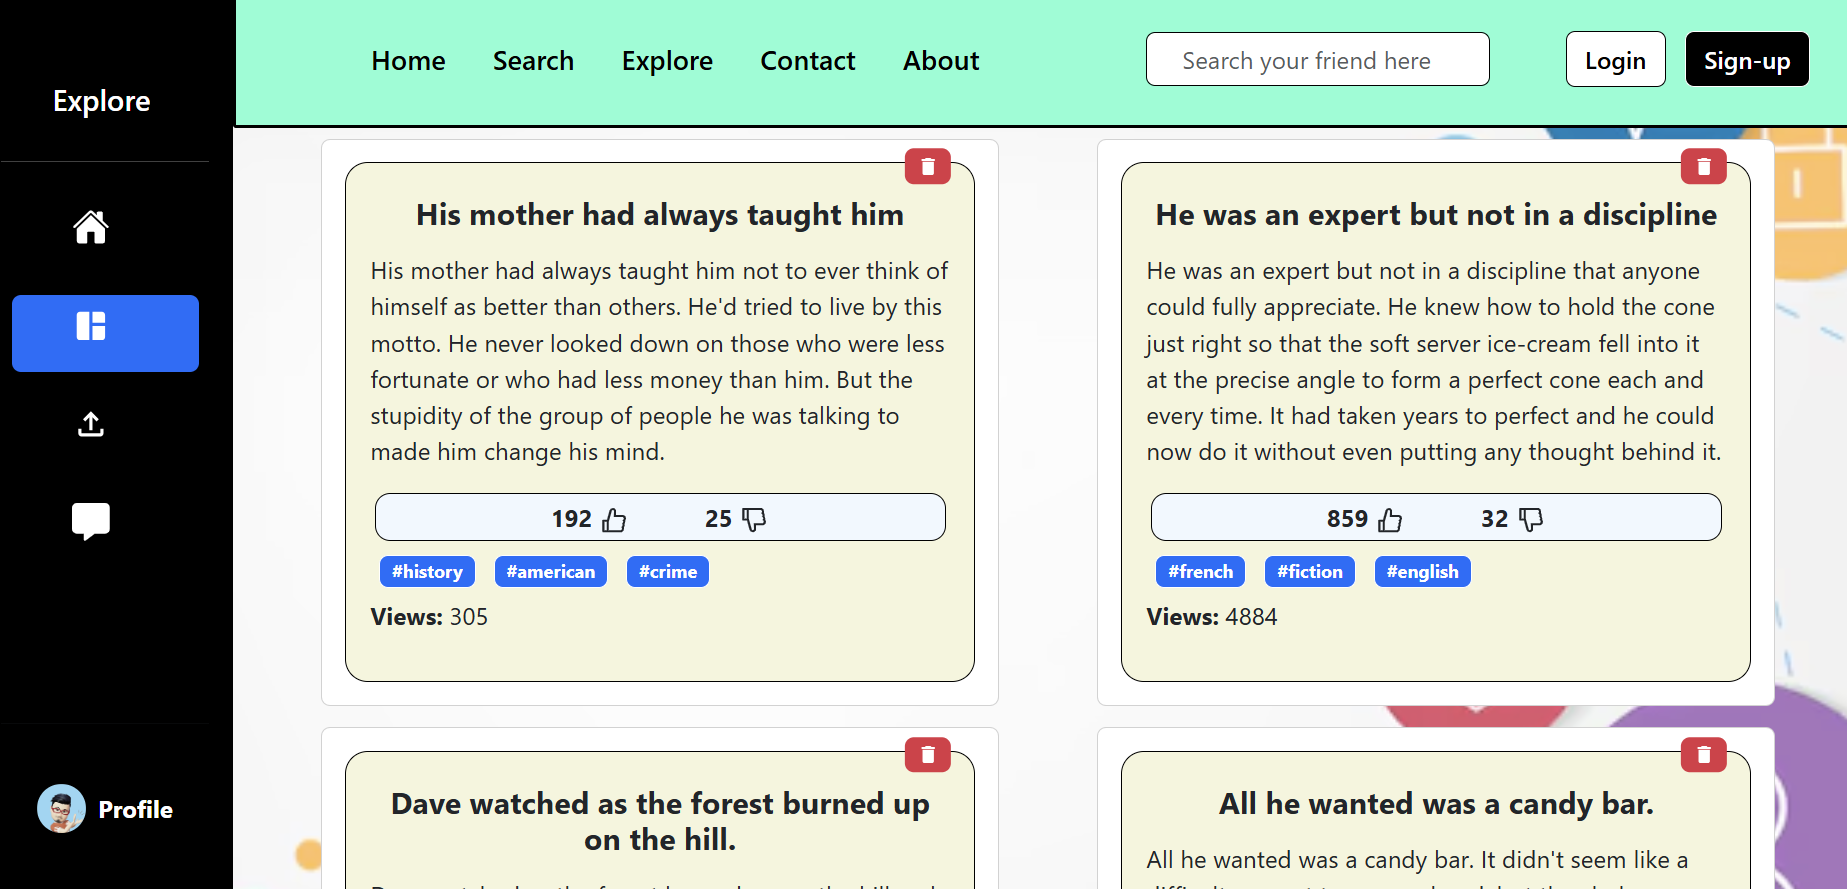 Explore
Profile
Home Search Explore Contact About Search your friend here Login Sign-up
His mother had always taught him
His mother had always taught him not to ever think of
himself as better than others. He'd tried to live by this
motto. He never looked down on those who were less
fortunate or who had less money than him. But the
stupidity of the group of people he was talking to
made him change his mind.
192 25
#history #american #crime
Views: 305
He was an expert but not in a discipline
He was an expert but not in a discipline that anyone
could fully appreciate. He knew how to hold the cone
just right so that the soft server ice-cream fell into it
at the precise angle to form a perfect cone each and
every time. It had taken years to perfect and he could
now do it without even putting any thought behind it.
859 32
#french #fiction #english
Views: 4884
Dave watched as the forest burned up
on the hill.
All he wanted was a candy bar.
All he wanted was a candy bar. It didn't seem like a